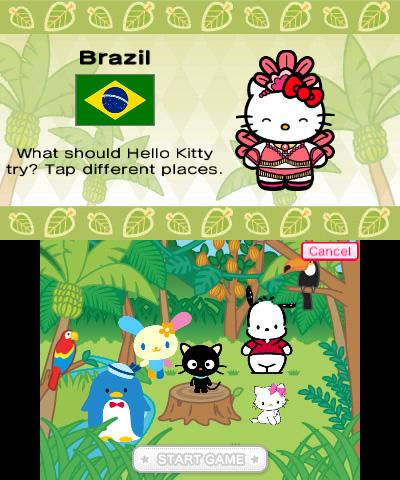 Brazil
What should Hello Kitty
try? Tap different places.
Cancel
START GAME